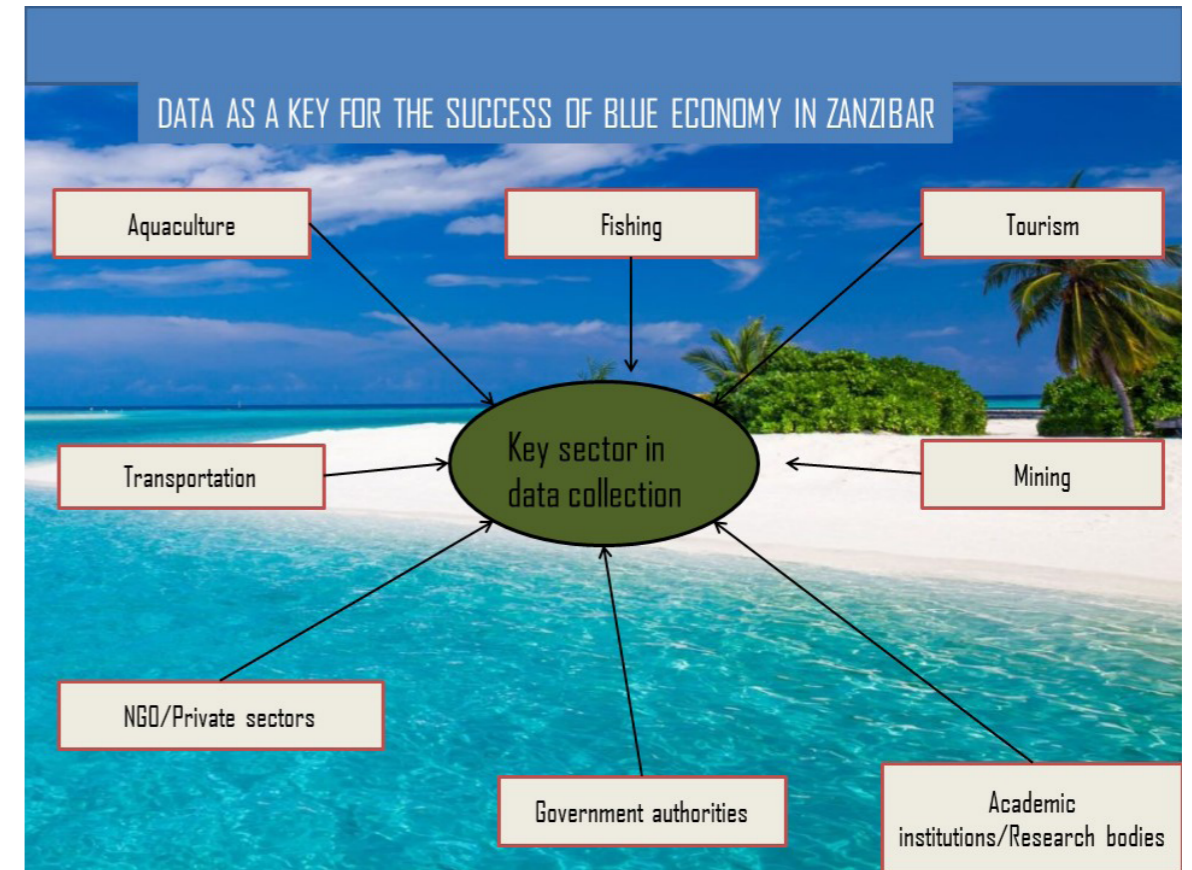 DATA AS A KEY FOR THE SUCCESS OF BLUE ECONOMY IN ZANZIBAR
Aquaculture
Fishing
Tourism
Key sector in
data collection
Transportation
Mining
NGO/Private sectors
Government authorities
Academic
institutions/Research bodies